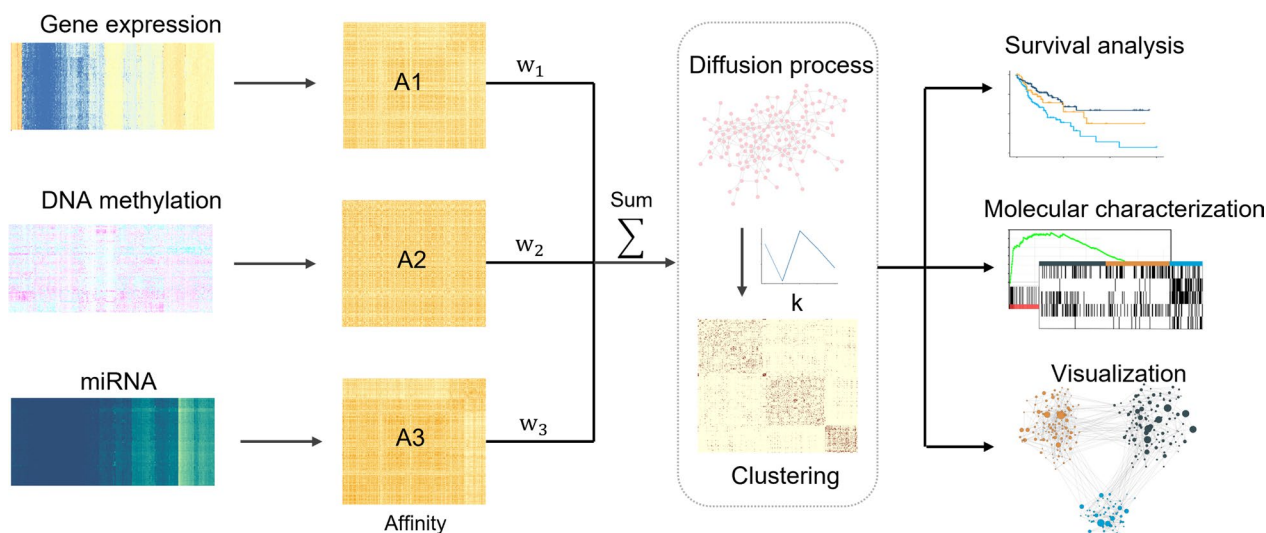 Gene expression
A1
w₁
DNA methylation
A2
w₂
miRNA
A3
w₃
Affinity
Sum
∑
Diffusion process
k
Clustering
Survival analysis
Molecular characterization
Visualization